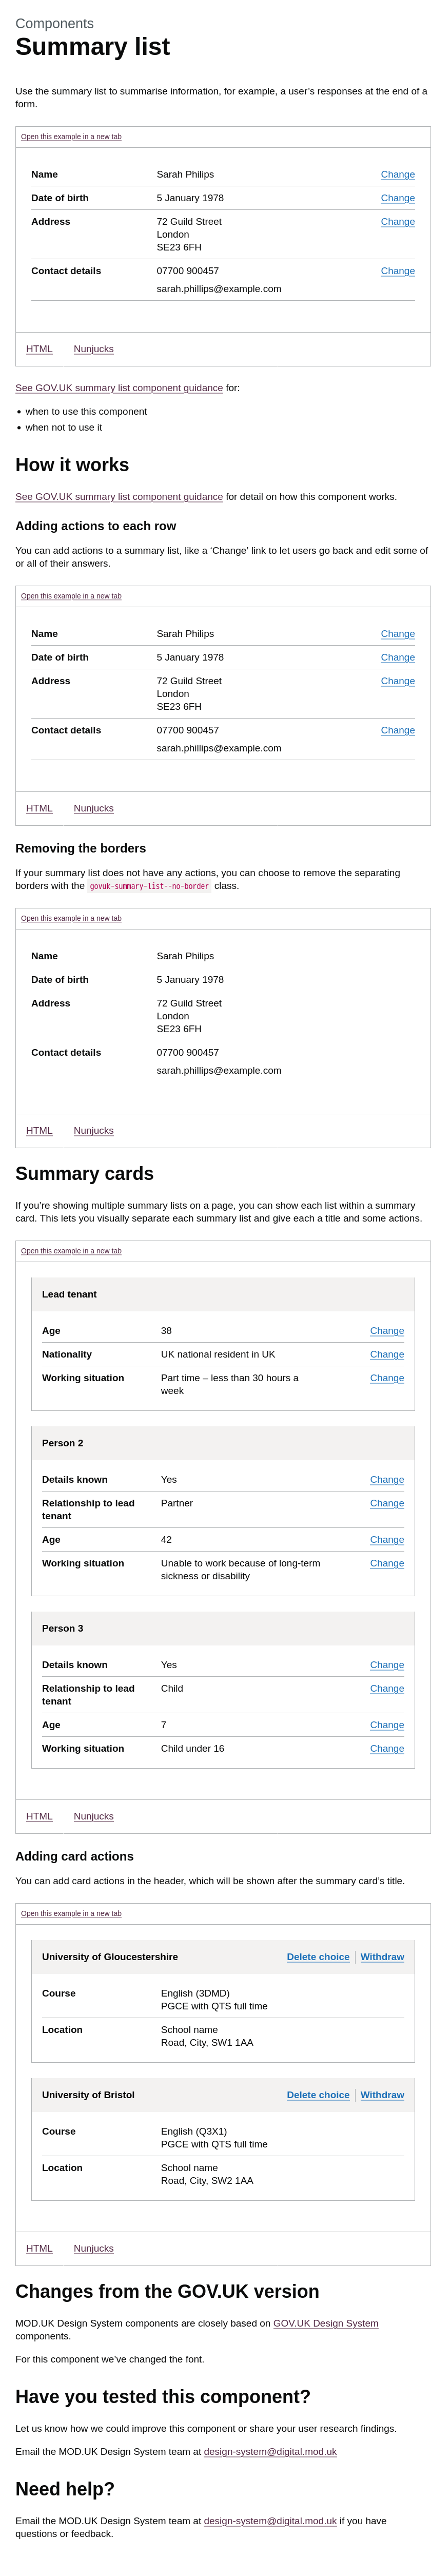 Components
Summary list
Use the summary list to summarise information, for example, a user’s responses at the end of a
form.
Open this example in a new tab
Name Sarah Philips Change
Date of birth 5 January 1978 Change
Address 72 Guild Street Change
London
SE23 6FH
Contact details 07700 900457 Change
sarah.phillips@example.com
HTML Nunjucks
See GOV.UK summary list component guidance for:
• when to use this component
• when not to use it
How it works
See GOV.UK summary list component guidance for detail on how this component works.
Adding actions to each row
You can add actions to a summary list, like a ‘Change’ link to let users go back and edit some of
or all of their answers.
Open this example in a new tab
Name Sarah Philips Change
Date of birth 5 January 1978 Change
Address 72 Guild Street Change
London
SE23 6FH
Contact details 07700 900457 Change
sarah.phillips@example.com
HTML Nunjucks
Removing the borders
If your summary list does not have any actions, you can choose to remove the separating
borders with the govuk-summary-list--no-border class.
Open this example in a new tab
Name Sarah Philips
Date of birth 5 January 1978
Address 72 Guild Street
London
SE23 6FH
Contact details 07700 900457
sarah.phillips@example.com
HTML Nunjucks
Summary cards
If you’re showing multiple summary lists on a page, you can show each list within a summary
card. This lets you visually separate each summary list and give each a title and some actions.
Open this example in a new tab
Lead tenant
Age 38 Change
Nationality UK national resident in UK Change
Working situation Part time – less than 30 hours a Change
week
Person 2
Details known Yes Change
Relationship to lead Partner Change
tenant
Age 42 Change
Working situation Unable to work because of long-term Change
sickness or disability
Person 3
Details known Yes Change
Relationship to lead Child Change
tenant
Age 7 Change
Working situation Child under 16 Change
HTML Nunjucks
Adding card actions
You can add card actions in the header, which will be shown after the summary card’s title.
Open this example in a new tab
University of Gloucestershire Delete choice Withdraw
Course English (3DMD)
PGCE with QTS full time
Location School name
Road, City, SW1 1AA
University of Bristol Delete choice Withdraw
Course English (Q3X1)
PGCE with QTS full time
Location School name
Road, City, SW2 1AA
HTML Nunjucks
Changes from the GOV.UK version
MOD.UK Design System components are closely based on GOV.UK Design System
components.
For this component we’ve changed the font.
Have you tested this component?
Let us know how we could improve this component or share your user research findings.
Email the MOD.UK Design System team at design-system@digital.mod.uk
Need help?
Email the MOD.UK Design System team at design-system@digital.mod.uk if you have
questions or feedback.